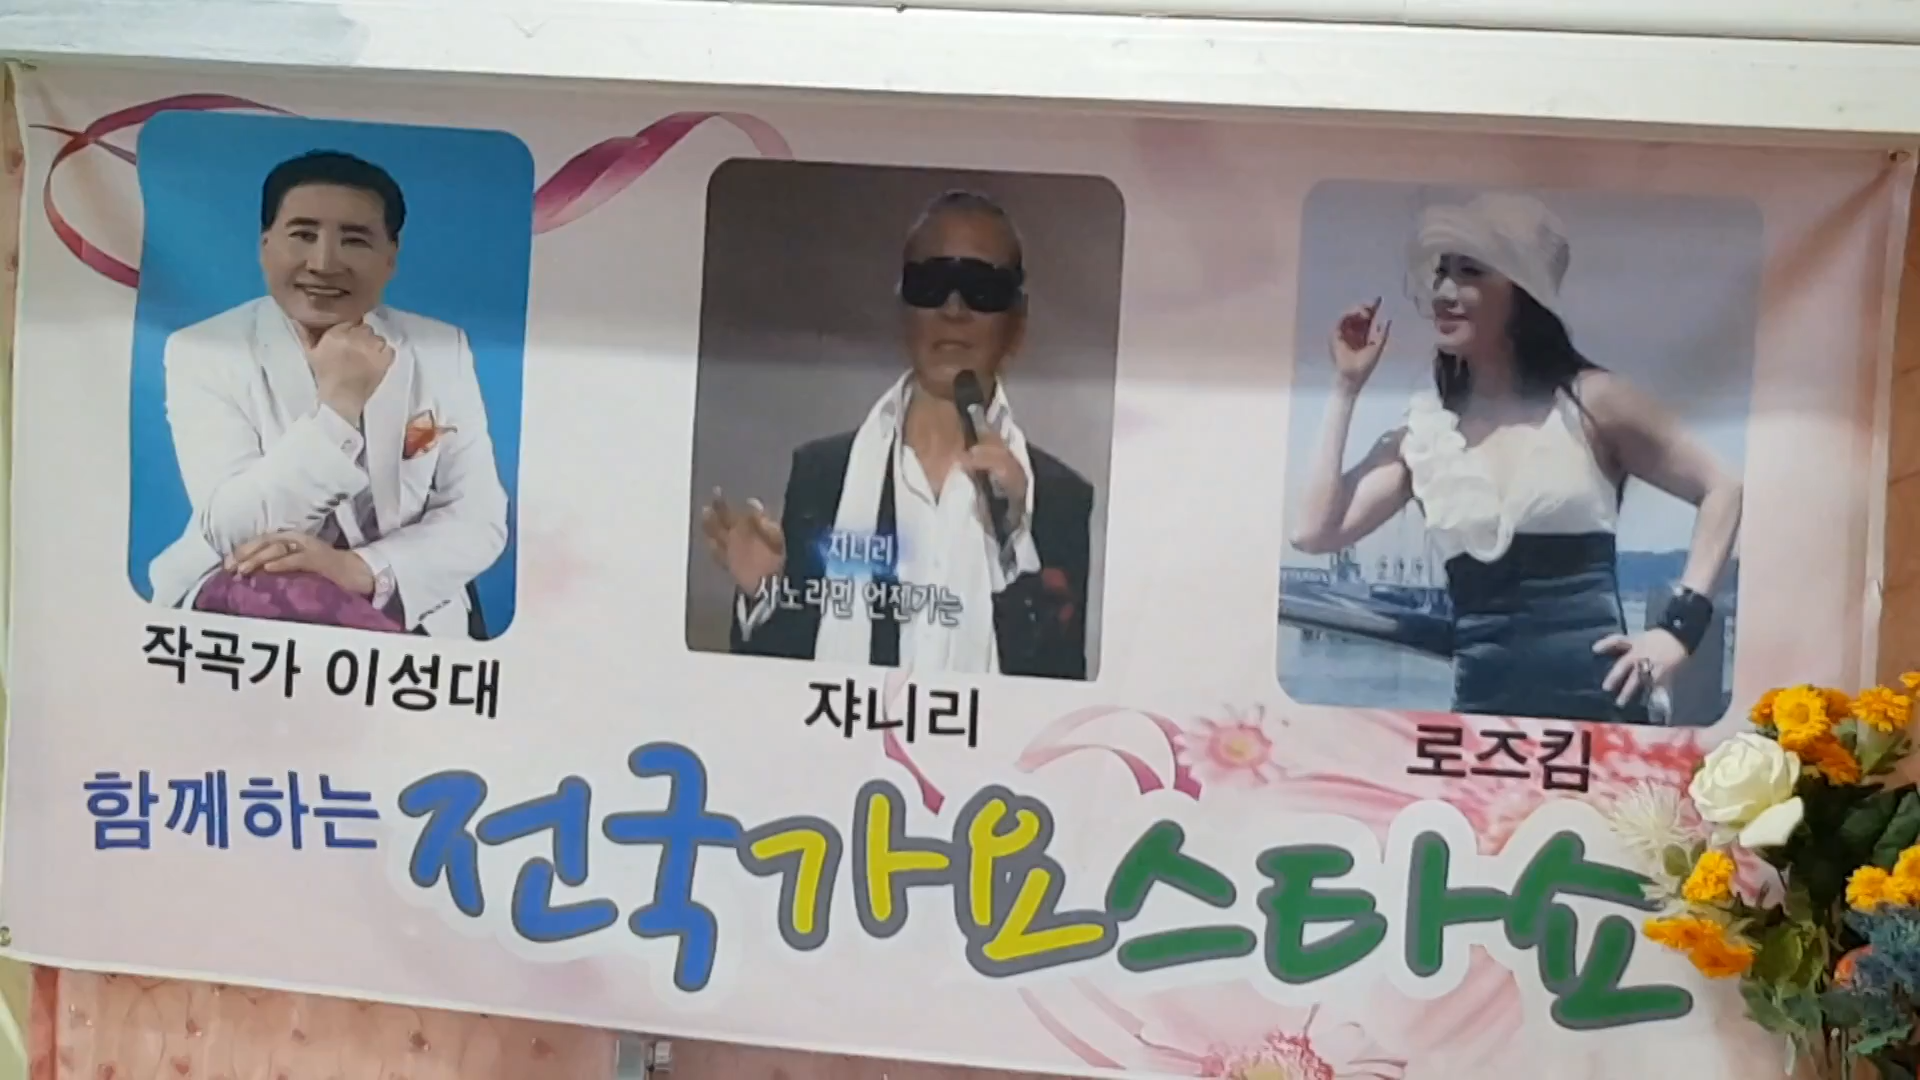 쟈니리
사노라면 언젠가는
작곡가 이성대
쟈니리
로즈킴
함께하는 전국가요스타쇼